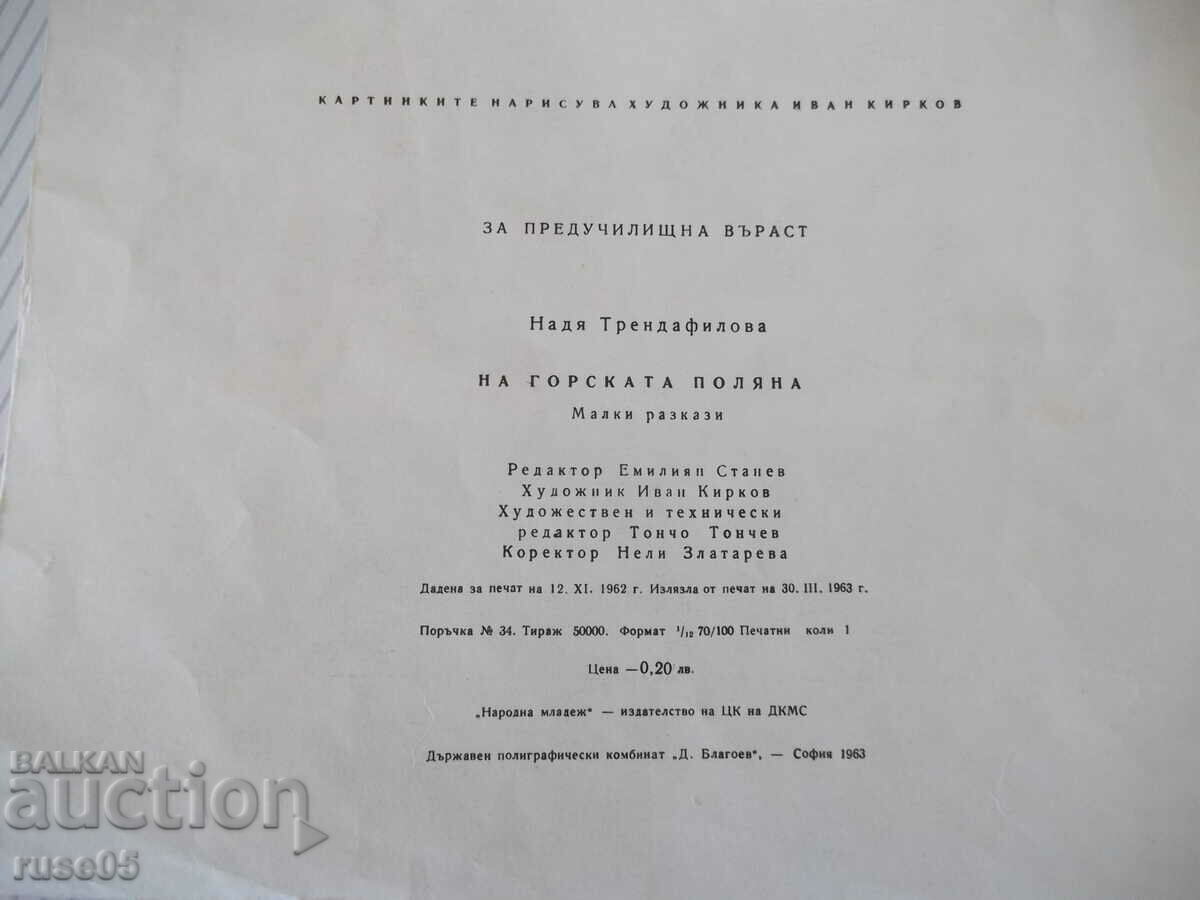 КАРТИНКИТЕ НАРИСУВА ХУДОЖНИКА ИВАН КИРКОВ
ЗА ПРЕДУЧИЛИЩНА ВЪРАСТ
Надя Трендафилова
НА ГОРСКАТА ПОЛЯНА
Малки разкази
Редактор Емилиян Станев
Художник Иван Кирков
Художествен и технически
редактор Тончо Тончев
Коректор Нели Златарева
Дадена за печат на 12. XI. 1962 г. Излязла от печат на 30. III. 1963 г.
Поръчка № 34. Тираж 50000. Формат 1/12 70/100 Печатни коли 1
Цена —0,20 лв.
„Народна младеж“ — издателство на ЦК на ДКМС
Държавен полиграфически комбинат „Д. Благоев“, — София 1963
BALKAN
auction
ruse05